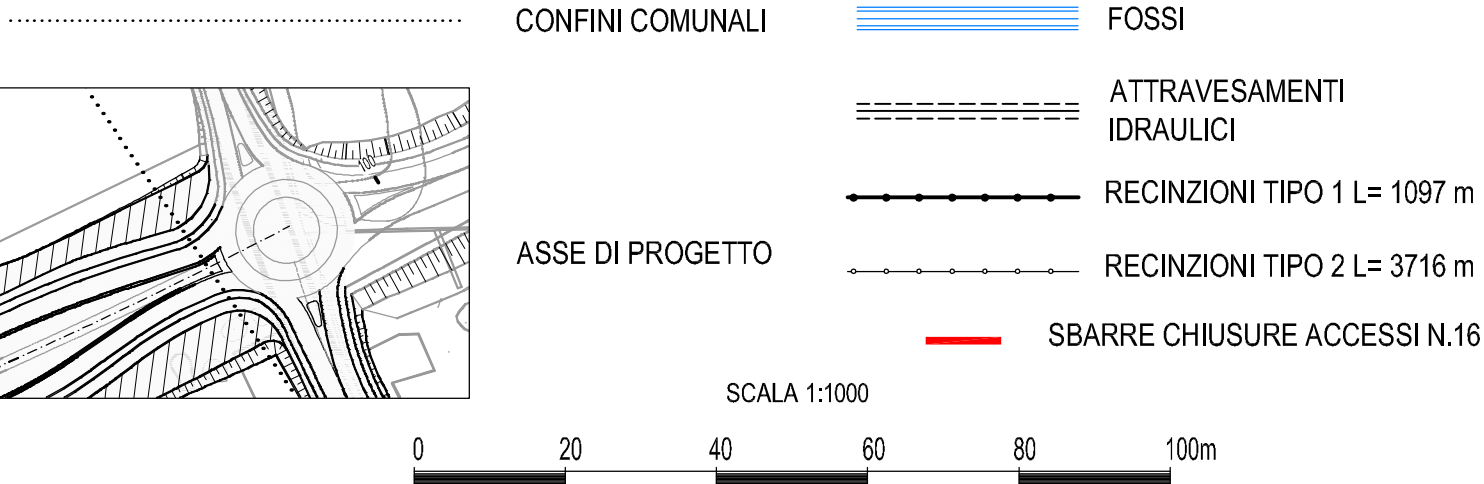 CONFINI COMUNALI
FOSSI
ATTRAVESAMENTI
IDRAULICI
100
RECINZIONI TIPO 1 L= 1097 m
ASSE DI PROGETTO
RECINZIONI TIPO 2 L= 3716 m
SBARRE CHIUSURE ACCESSI N.16
SCALA 1:1000
0 20 40 60 80 100m